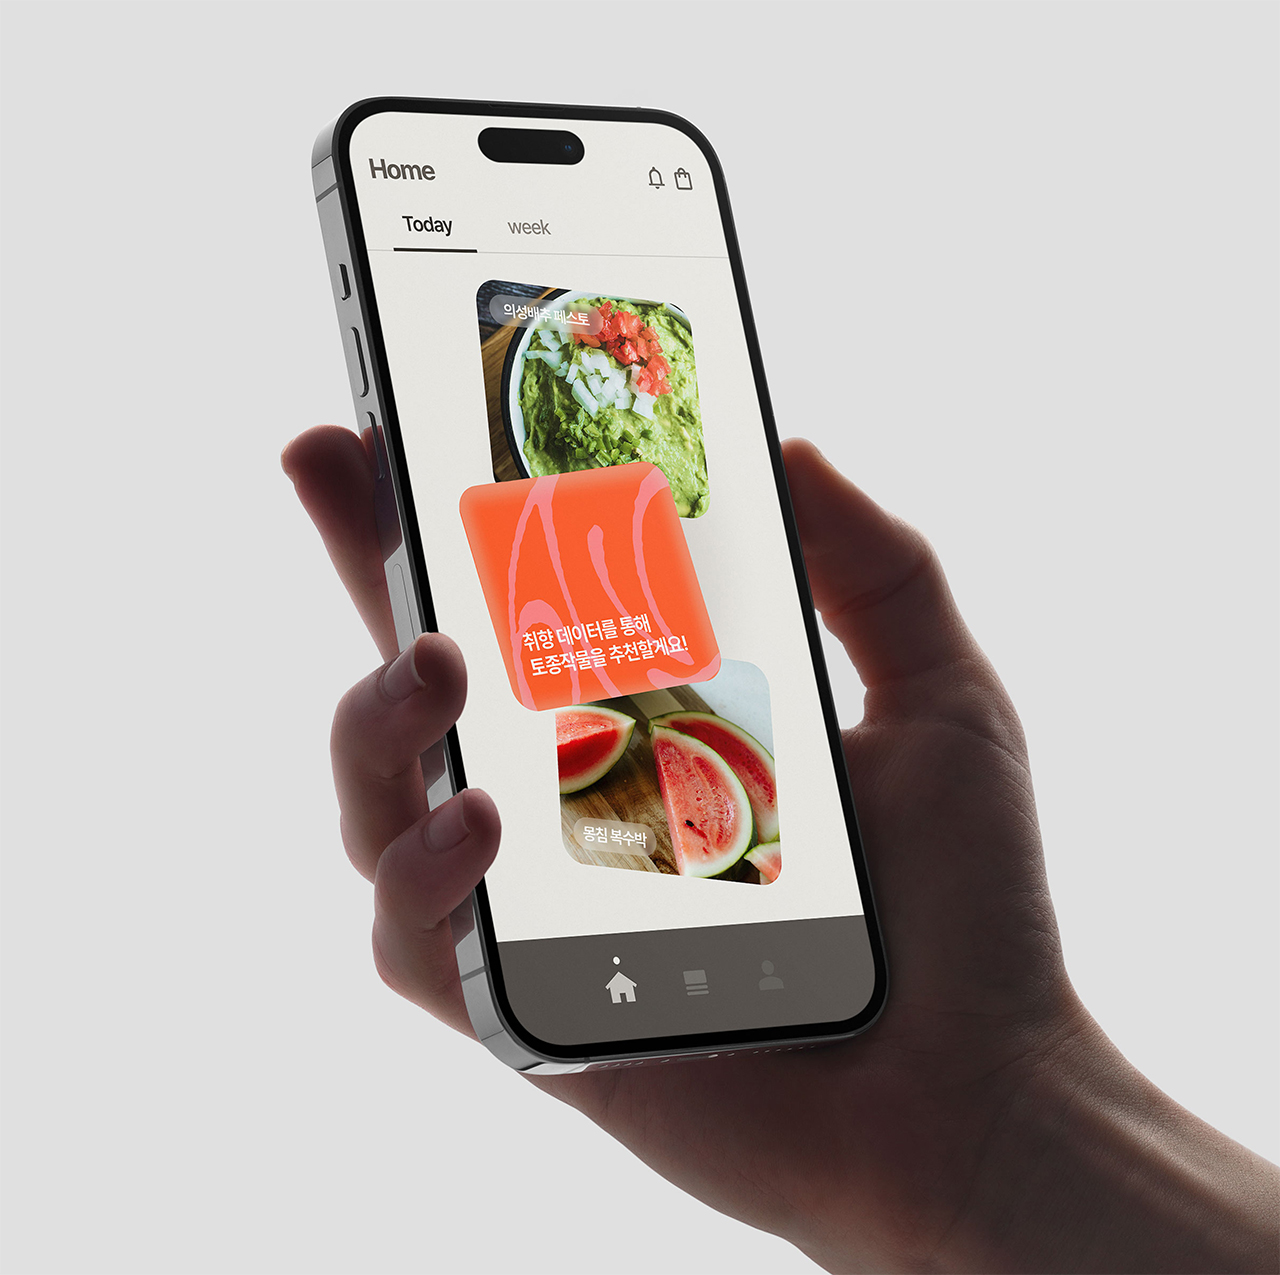 Home
Today
week
의성배추 페스토
취향 데이터를 통해
토종작물을 추천할게요!
몽침 복수박